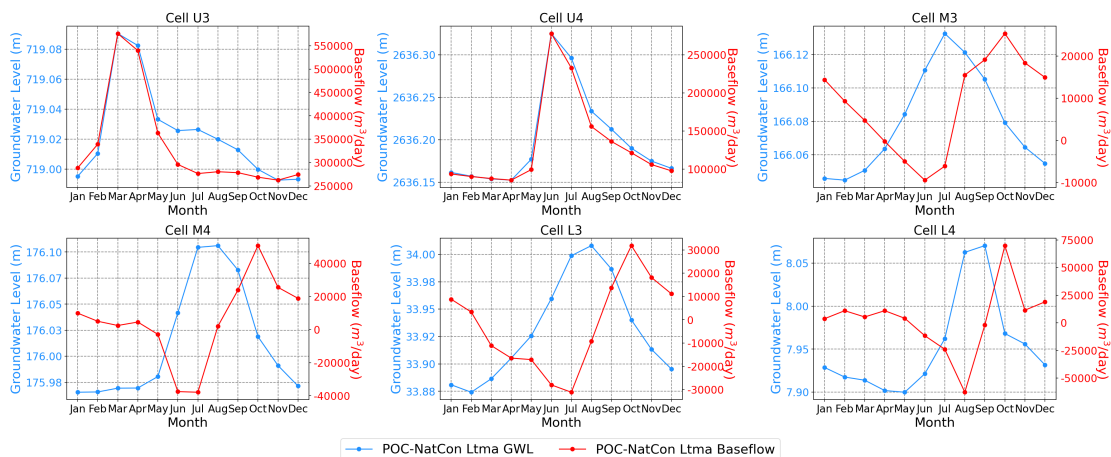 Cell U3
Groundwater Level (m)
719.08
719.06
719.04
719.02
719.00
550000
500000
450000
400000
350000
300000
250000
Baseflow (m³/day)
Jan Feb Mar Apr May Jun Jul Aug Sep Oct Nov Dec
Month
Cell U4
Groundwater Level (m)
2636.30
2636.25
2636.20
2636.15
250000
200000
150000
100000
Baseflow (m³/day)
Jan Feb Mar Apr May Jun Jul Aug Sep Oct Nov Dec
Month
Cell M3
Groundwater Level (m)
166.12
166.10
166.08
166.06
20000
10000
0
-10000
Baseflow (m³/day)
Jan Feb Mar Apr May Jun Jul Aug Sep Oct Nov Dec
Month
Cell M4
Groundwater Level (m)
176.10
176.07
176.05
176.03
176.00
175.98
40000
20000
0
-20000
-40000
Baseflow (m³/day)
Jan Feb Mar Apr May Jun Jul Aug Sep Oct Nov Dec
Month
Cell L3
Groundwater Level (m)
34.00
33.98
33.95
33.92
33.90
33.88
30000
20000
10000
0
-10000
-20000
-30000
Baseflow (m³/day)
Jan Feb Mar Apr May Jun Jul Aug Sep Oct Nov Dec
Month
Cell L4
Groundwater Level (m)
8.05
8.00
7.95
7.90
75000
50000
25000
0
-25000
-50000
Baseflow (m³/day)
Jan Feb Mar Apr May Jun Jul Aug Sep Oct Nov Dec
Month
POC-NatCon Ltma GWL
POC-NatCon Ltma Baseflow